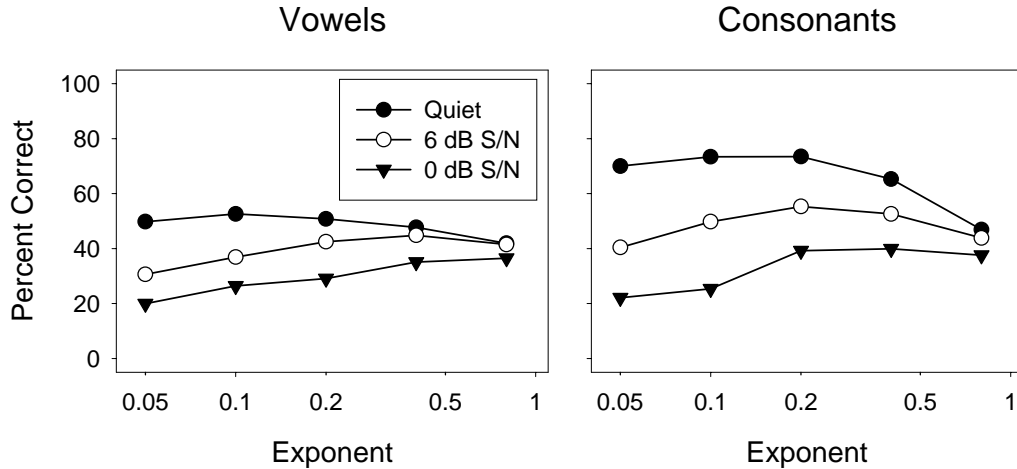 Vowels
Consonants
Percent Correct
100
80
60
40
20
0
Quiet
6 dB S/N
0 dB S/N
0.05 0.1 0.2 0.5 1
0.05 0.1 0.2 0.5 1
Exponent
Exponent